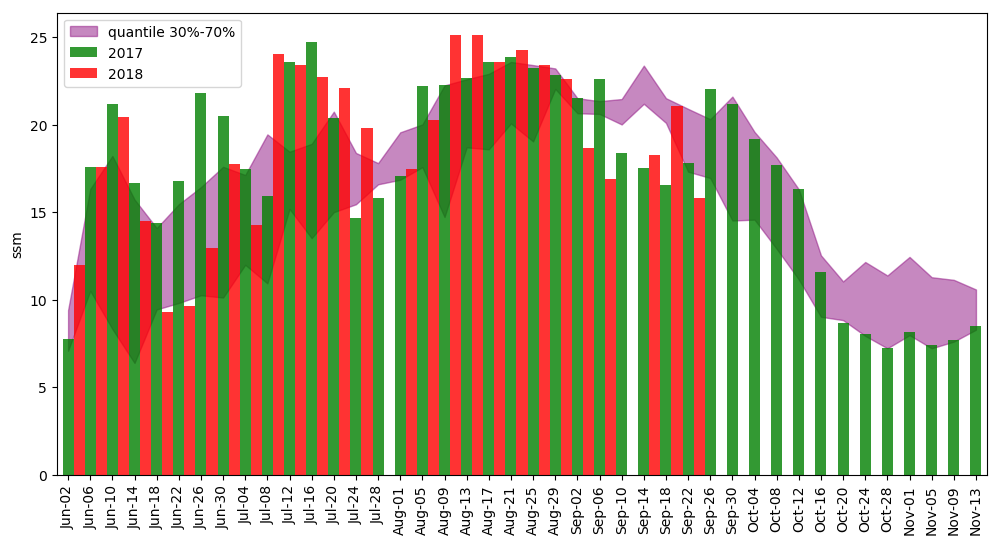 quantile 30%-70%
2017
2018
ssm
25
20
15
10
5
0
Jun-02
Jun-06
Jun-10
Jun-14
Jun-18
Jun-22
Jun-26
Jun-30
Jul-04
Jul-08
Jul-12
Jul-16
Jul-20
Jul-24
Jul-28
Aug-01
Aug-05
Aug-09
Aug-13
Aug-17
Aug-21
Aug-25
Aug-29
Sep-02
Sep-06
Sep-10
Sep-14
Sep-18
Sep-22
Sep-26
Sep-30
Oct-04
Oct-08
Oct-12
Oct-16
Oct-20
Oct-24
Oct-28
Nov-01
Nov-05
Nov-09
Nov-13